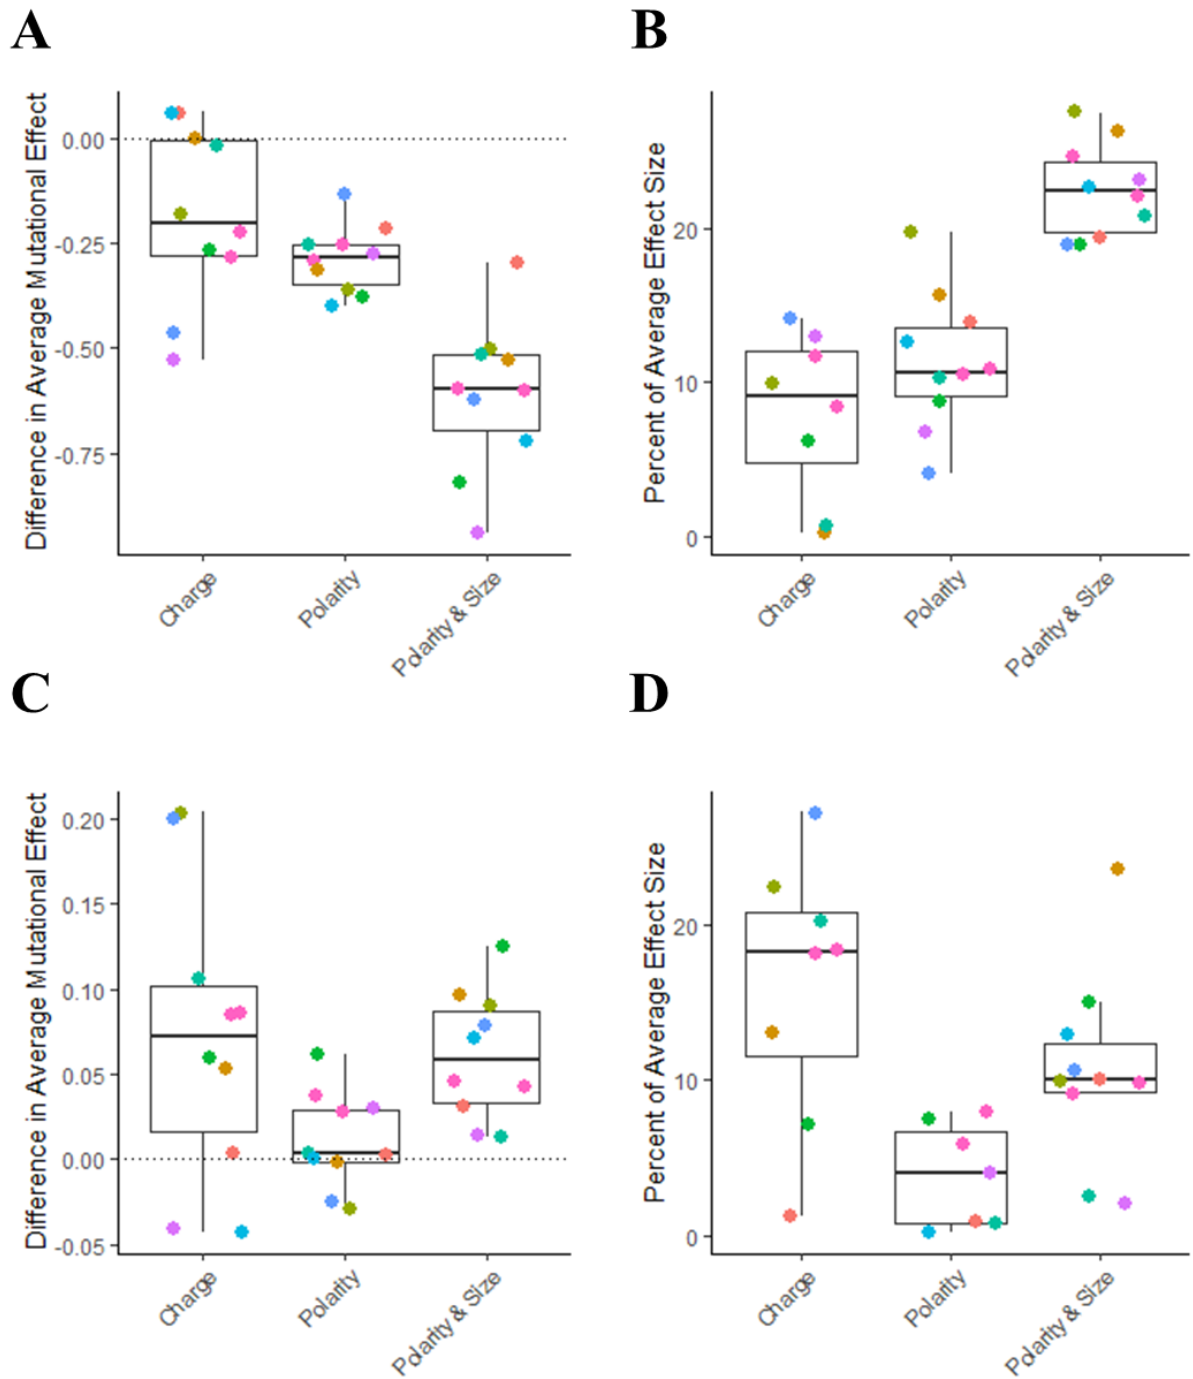 A
Difference in Average Mutational Effect
0.00
-0.25
-0.50
-0.75
Charge
Polarity
Polarity & Size
B
Percent of Average Effect Size
20
10
0
Charge
Polarity
Polarity & Size
C
Difference in Average Mutational Effect
0.20
0.15
0.10
0.05
0.00
-0.05
Charge
Polarity
Polarity & Size
D
Percent of Average Effect Size
20
10
0
Charge
Polarity
Polarity & Size